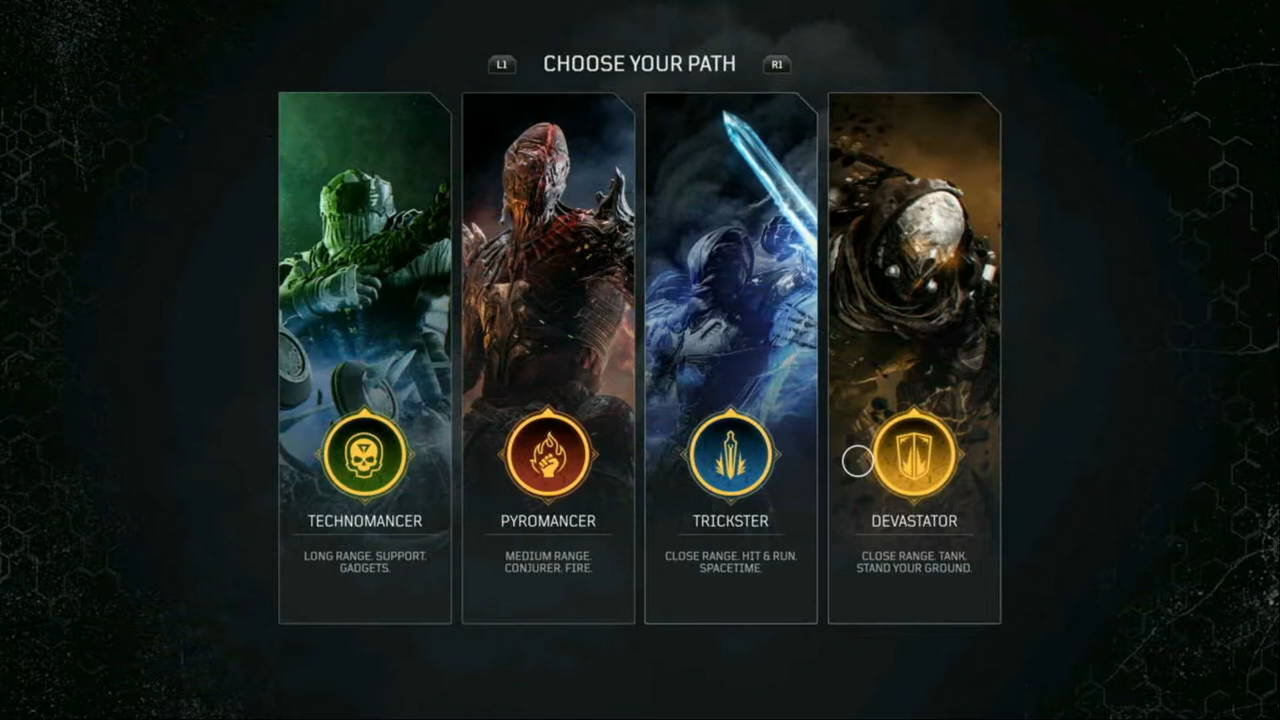 L1 CHOOSE YOUR PATH R1
TECHNOMANCER
LONG RANGE. SUPPORT.
GADGETS.
PYROMANCER
MEDIUM RANGE.
CONJURER. FIRE.
TRICKSTER
CLOSE RANGE. HIT & RUN.
SPACETIME.
DEVASTATOR
CLOSE RANGE. TANK.
STAND YOUR GROUND.